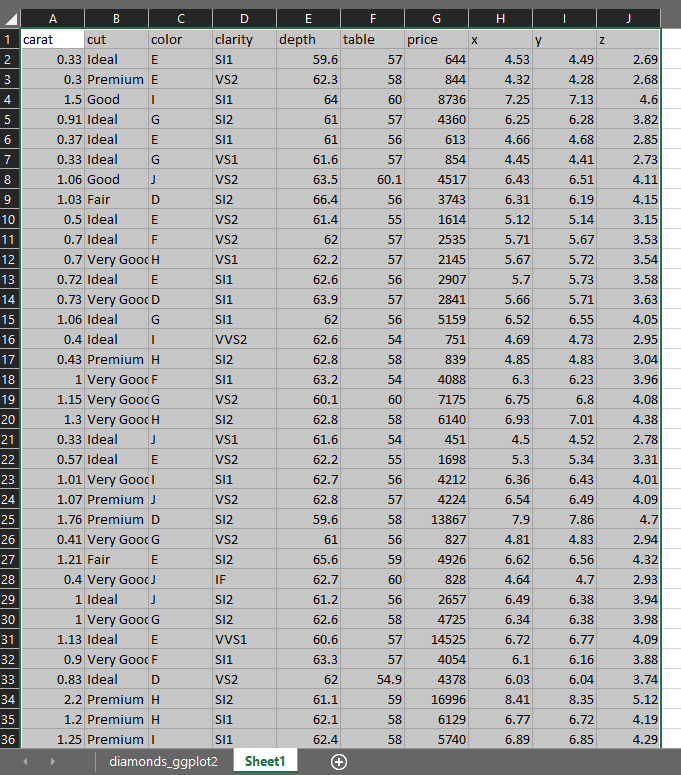 A B C D E F G H I J
1 carat cut color clarity depth table price x y z
2 0.33 Ideal E SI1 59.6 57 644 4.53 4.49 2.69
3 0.3 Premium E VS2 62.3 58 844 4.32 4.28 2.68
4 1.5 Good I SI1 64 60 8736 7.25 7.13 4.6
5 0.91 Ideal G SI2 61 57 4360 6.25 6.28 3.82
6 0.37 Ideal E SI1 61 56 613 4.66 4.68 2.85
7 0.33 Ideal G VS1 61.6 57 854 4.45 4.41 2.73
8 1.06 Good J VS2 63.5 60.1 4517 6.43 6.51 4.11
9 1.03 Fair D SI2 66.4 56 3743 6.31 6.19 4.15
10 0.5 Ideal E VS2 61.4 55 1614 5.12 5.14 3.15
11 0.7 Ideal F VS2 62 57 2535 5.71 5.67 3.53
12 0.7 Very Good H VS1 62.2 57 2145 5.67 5.72 3.54
13 0.72 Ideal E SI1 62.6 56 2907 5.7 5.73 3.58
14 0.73 Very Good D SI1 63.9 57 2841 5.66 5.71 3.63
15 1.06 Ideal G SI1 62 56 5159 6.52 6.55 4.05
16 0.4 Ideal I VVS2 62.6 54 751 4.69 4.73 2.95
17 0.43 Premium H SI2 62.8 58 839 4.85 4.83 3.04
18 1 Very Good F SI1 63.2 54 4088 6.3 6.23 3.96
19 1.15 Very Good G VS2 60.1 60 7175 6.75 6.8 4.08
20 1.3 Very Good H SI2 62.8 58 6140 6.93 7.01 4.38
21 0.33 Ideal J VS1 61.6 54 451 4.5 4.52 2.78
22 0.57 Ideal E VS2 62.2 55 1698 5.3 5.34 3.31
23 1.01 Very Good I SI1 62.7 56 4212 6.36 6.43 4.01
24 1.07 Premium J VS2 62.8 57 4224 6.54 6.49 4.09
25 1.76 Premium D SI2 59.6 58 13867 7.9 7.86 4.7
26 0.41 Very Good G VS2 61 56 827 4.81 4.83 2.94
27 1.21 Fair E SI2 65.6 59 4926 6.62 6.56 4.32
28 0.4 Very Good J IF 62.7 60 828 4.64 4.7 2.93
29 1 Ideal J SI2 61.2 56 2657 6.49 6.38 3.94
30 1 Very Good G SI2 62.6 58 4725 6.34 6.38 3.98
31 1.13 Ideal E VVS1 60.6 57 14525 6.72 6.77 4.09
32 0.9 Very Good F SI1 63.3 57 4054 6.1 6.16 3.88
33 0.83 Ideal D VS2 62 54.9 4378 6.03 6.04 3.74
34 2.2 Premium H SI2 61.1 59 16996 8.41 8.35 5.12
35 1.2 Premium H SI1 62.1 58 6129 6.77 6.72 4.19
36 1.25 Premium I SI1 62.4 58 5740 6.89 6.85 4.29
diamonds_ggplot2 Sheet1